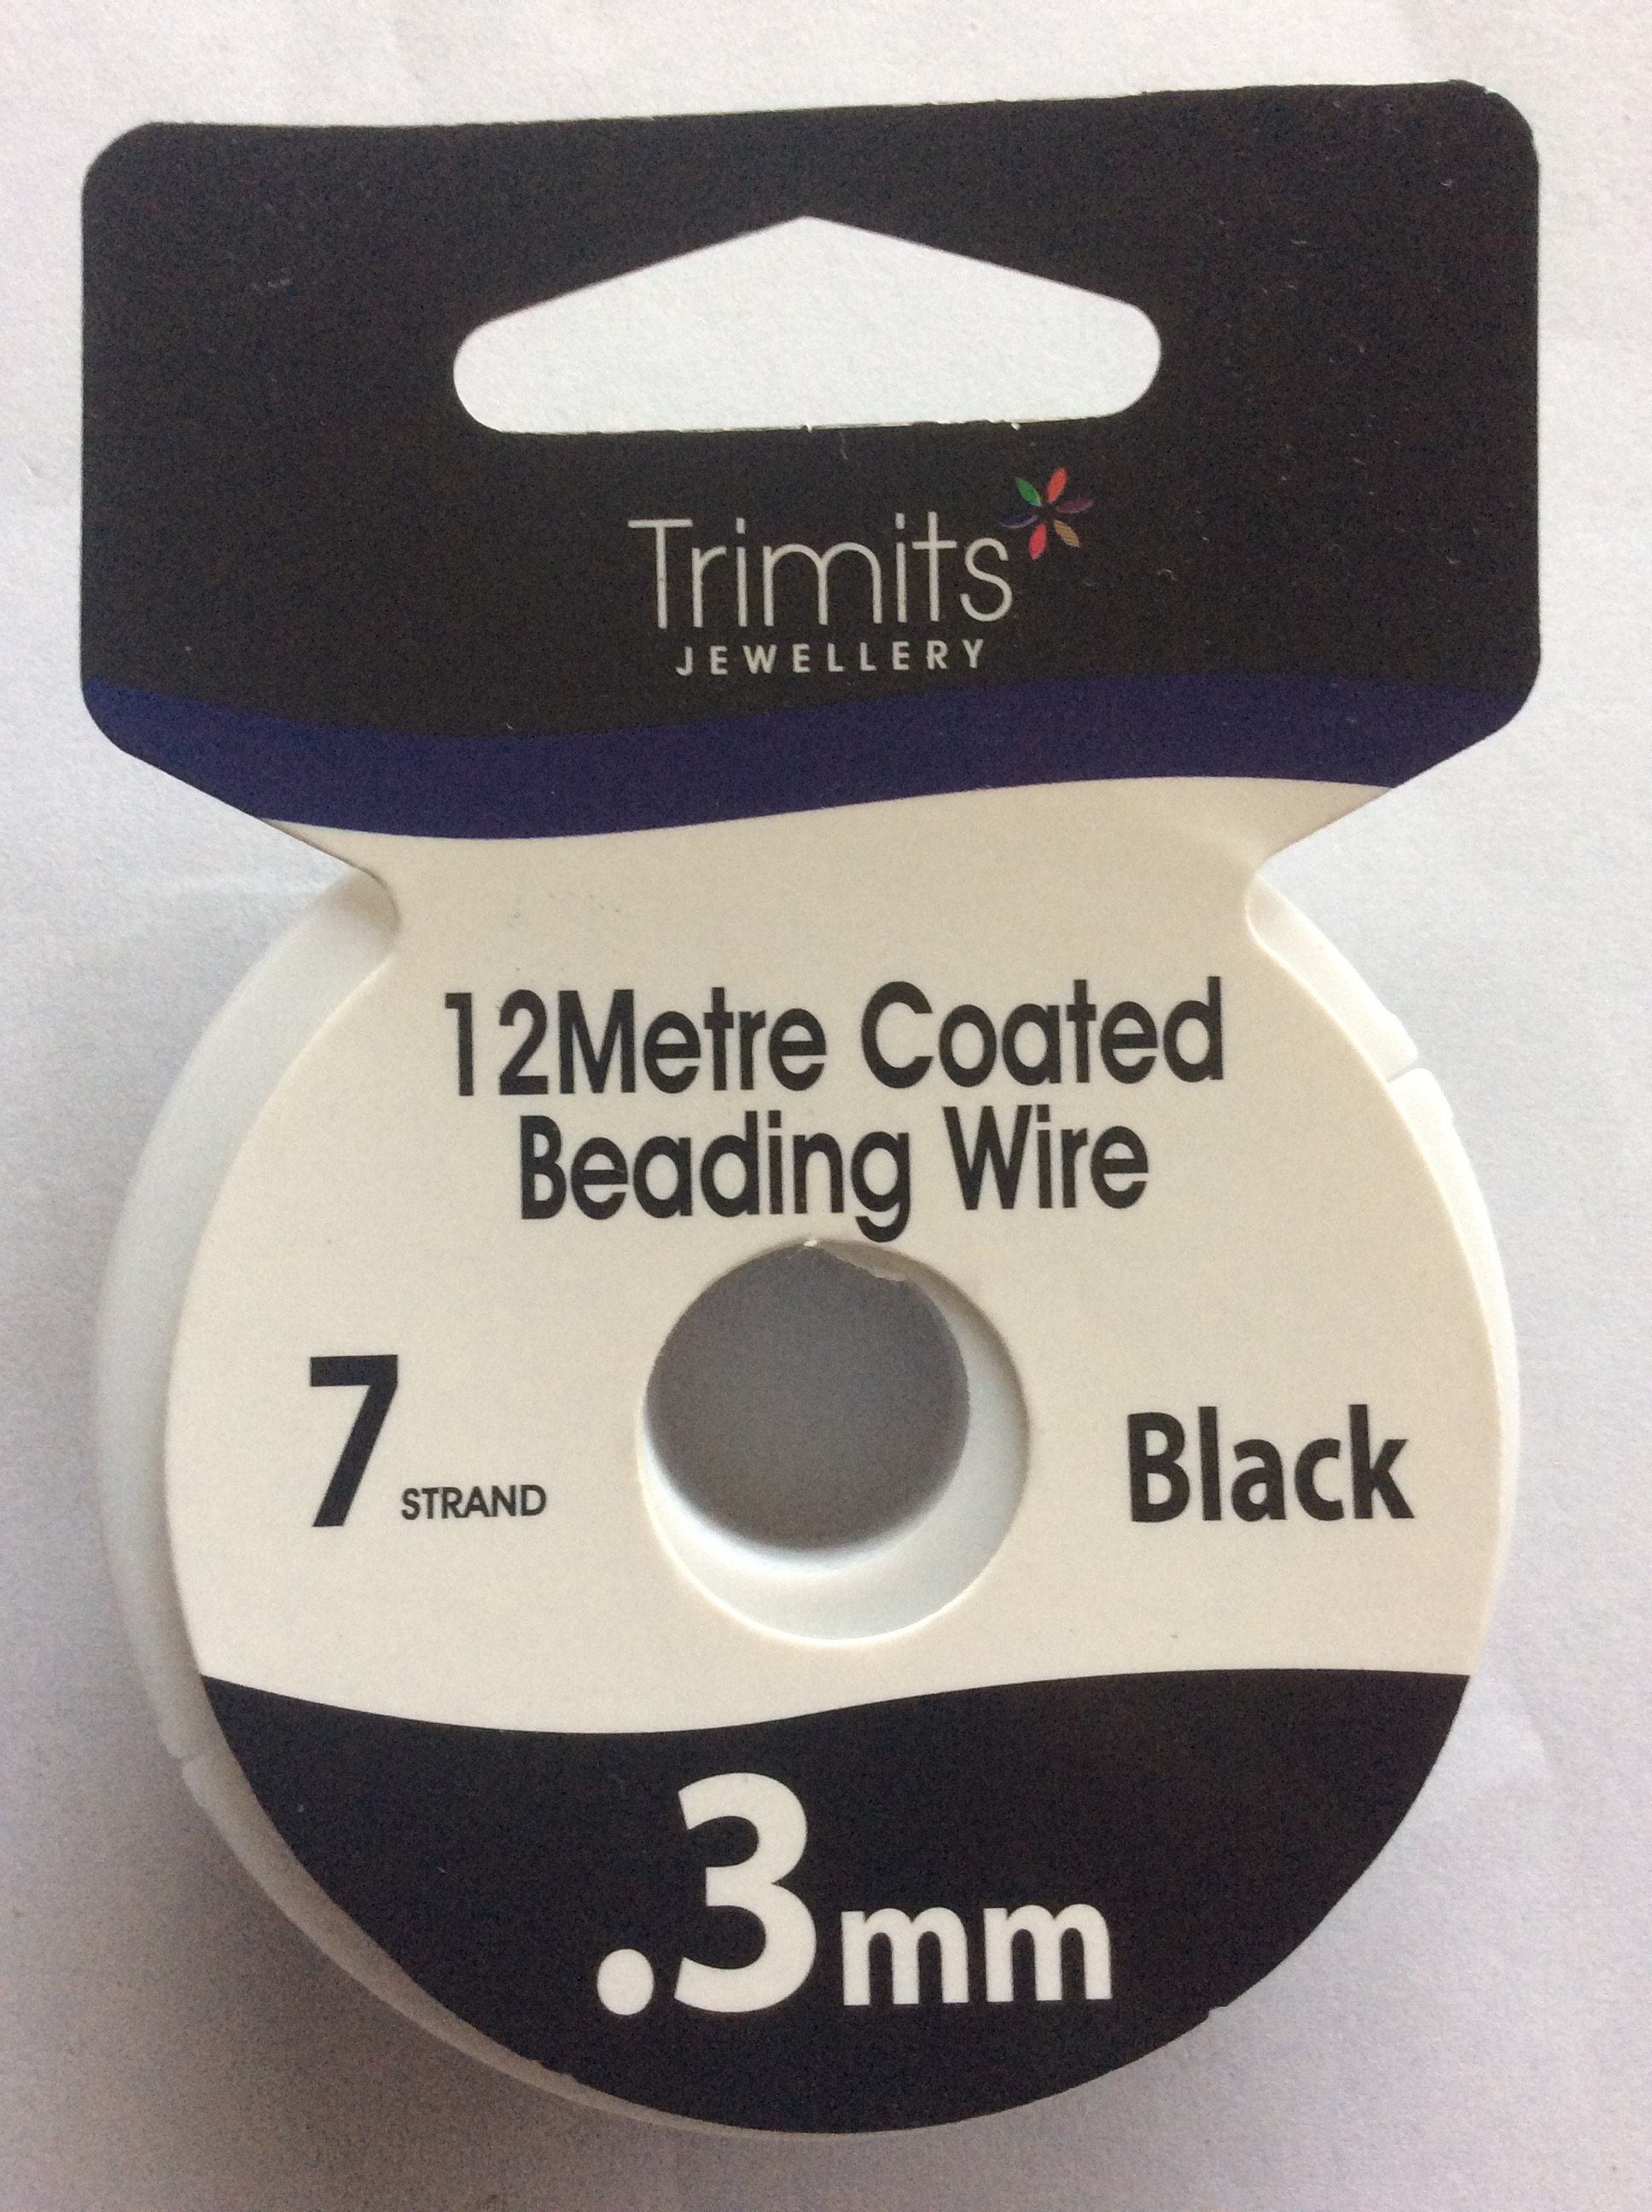 Trimits
JEWELLERY
12Metre Coated
Beading Wire
7 STRAND
Black
.3mm